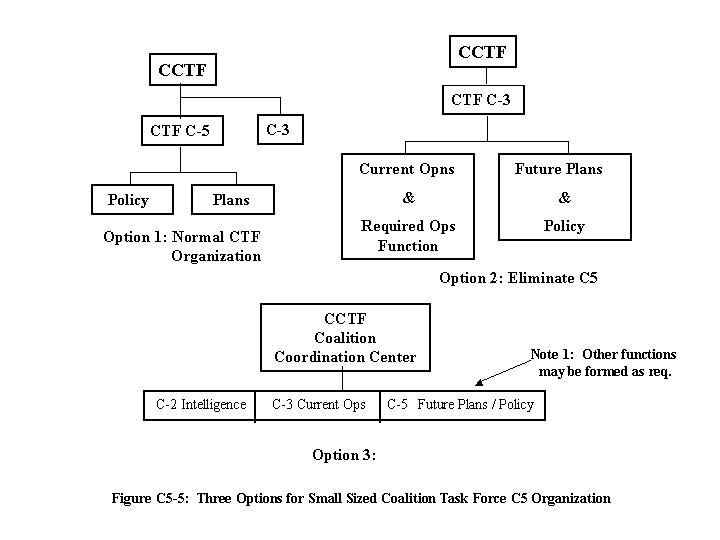 CCTF
CTF C-5
C-3
Policy
Plans
Option 1: Normal CTF
Organization
CCTF
CTF C-3
Current Opns
&
Required Ops
Function
Future Plans
&
Policy
Option 2: Eliminate C5
CCTF
Coalition
Coordination Center
Note 1: Other functions
may be formed as req.
C-2 Intelligence
C-3 Current Ops
C-5 Future Plans / Policy
Option 3:
Figure C5-5: Three Options for Small Sized Coalition Task Force C5 Organization